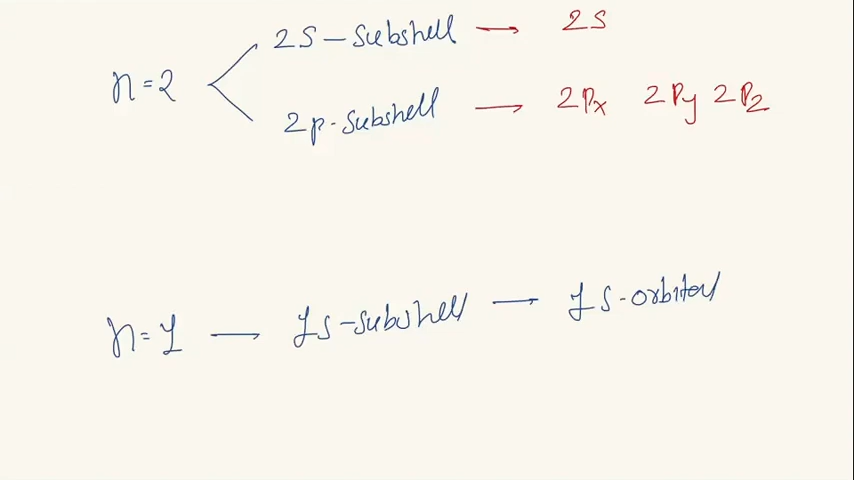 2S-subshell → 2S
n=2
2p-subshell → 2Px 2Py 2Pz
n=1 — 1s-subshell → 1s-orbital